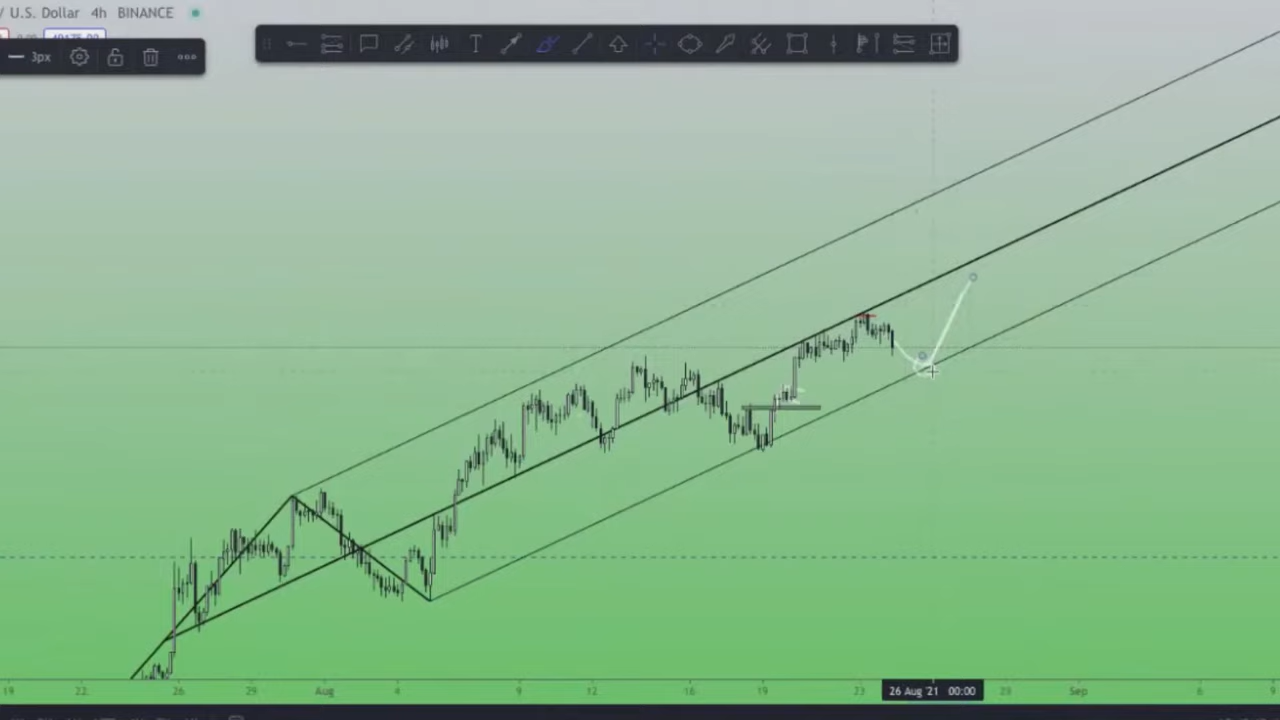 / U.S. Dollar 4h BINANCE
3px
T
19 22 26 29 Aug 4 9 12 16 19 23 26 Aug '21 00:00 Sep 6 9